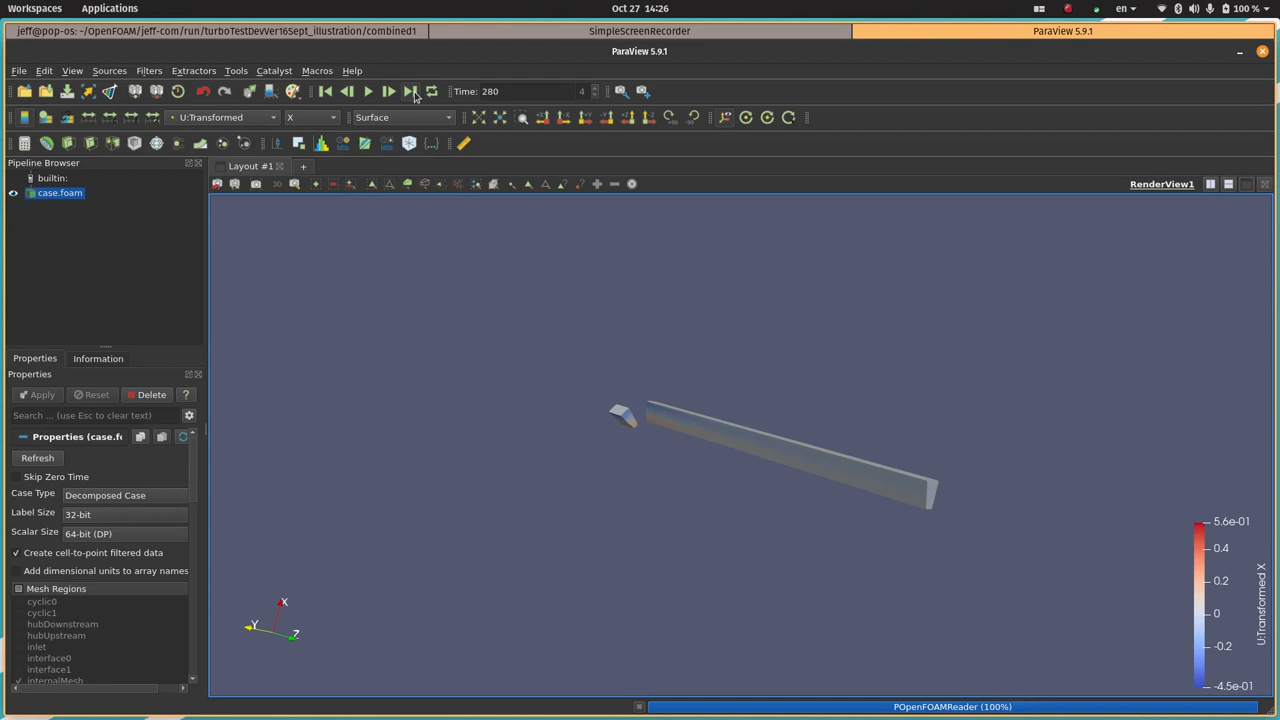 Workspaces Applications Oct 27 14:26 en 100 %
jeff@pop-os: ~/OpenFOAM/jeff-com/run/turboTestDevVer16Sept_illustration/combined1 SimpleScreenRecorder ParaView 5.9.1
ParaView 5.9.1
File Edit View Sources Filters Extractors Tools Catalyst Macros Help
Time: 280 4
U:Transformed X Surface
Pipeline Browser Layout #1 +
builtin:
case.foam
3D RenderView1
Properties Information
Properties
Apply Reset Delete ?
Search ... (use Esc to clear text)
Properties (case.fo
Refresh
Skip Zero Time
Case Type Decomposed Case
Label Size 32-bit
Scalar Size 64-bit (DP)
Create cell-to-point filtered data
Add dimensional units to array names
Mesh Regions
cyclic0
cyclic1
hubDownstream
hubUpstream
inlet
interface0
interface1
internalMesh
X
Y
Z
5.6e-01
0.4
0.2
0
-0.2
-4.5e-01
U:Transformed X
POpenFOAMReader (100%)